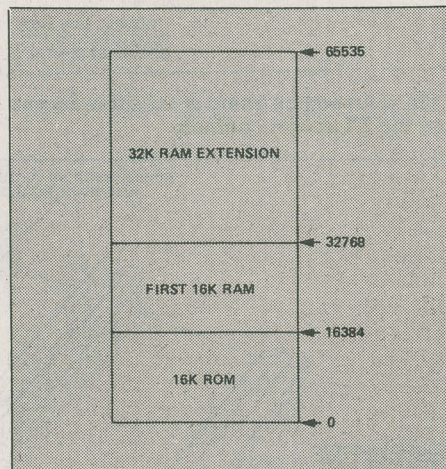 65535
32K RAM EXTENSION
32768
FIRST 16K RAM
16384
16K ROM
0